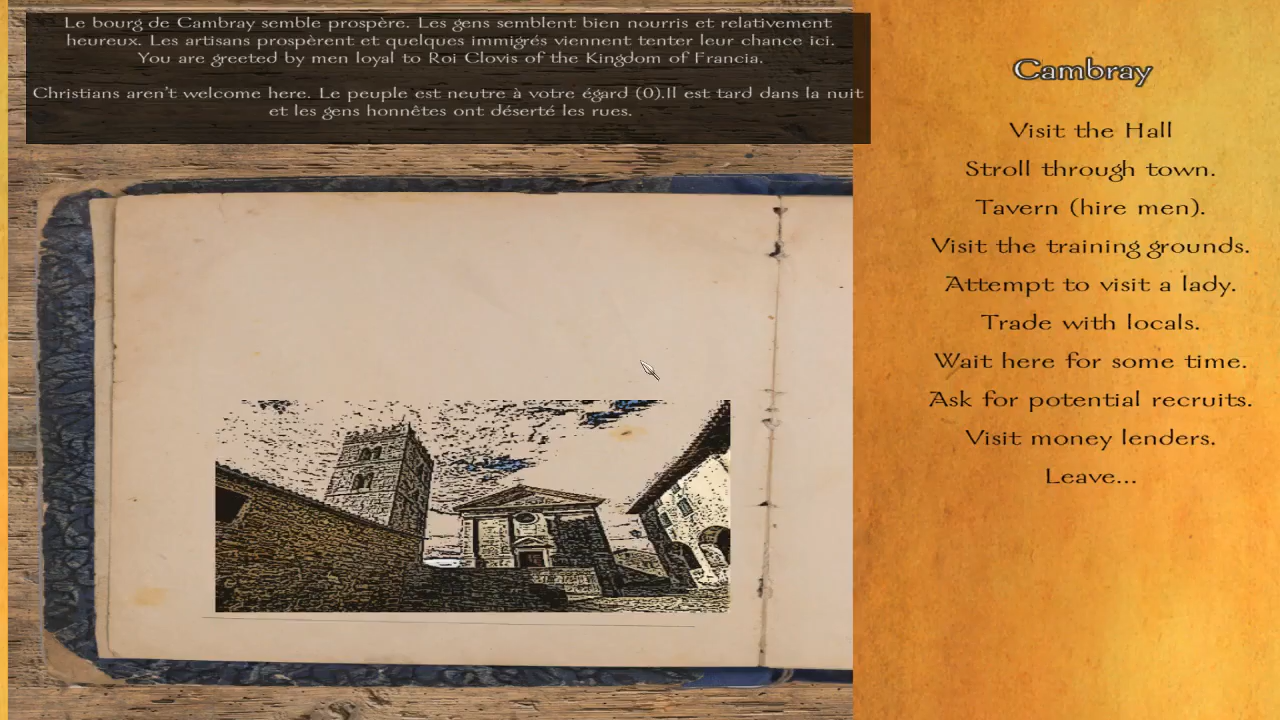 Le bourg de Cambray semble prospère. Les gens semblent bien nourris et relativement
heureux. Les artisans prospèrent et quelques immigrés viennent tenter leur chance ici.
You are greeted by men loyal to Roi Clovis of the Kingdom of Francia.
Christians aren't welcome here. Le peuple est neutre à votre égard (0).Il est tard dans la nuit
et les gens honnêtes ont déserté les rues.
Cambray
Visit the Hall
Stroll through town.
Tavern (hire men).
Visit the training grounds.
Attempt to visit a lady.
Trade with locals.
Wait here for some time.
Ask for potential recruits.
Visit money lenders.
Leave...